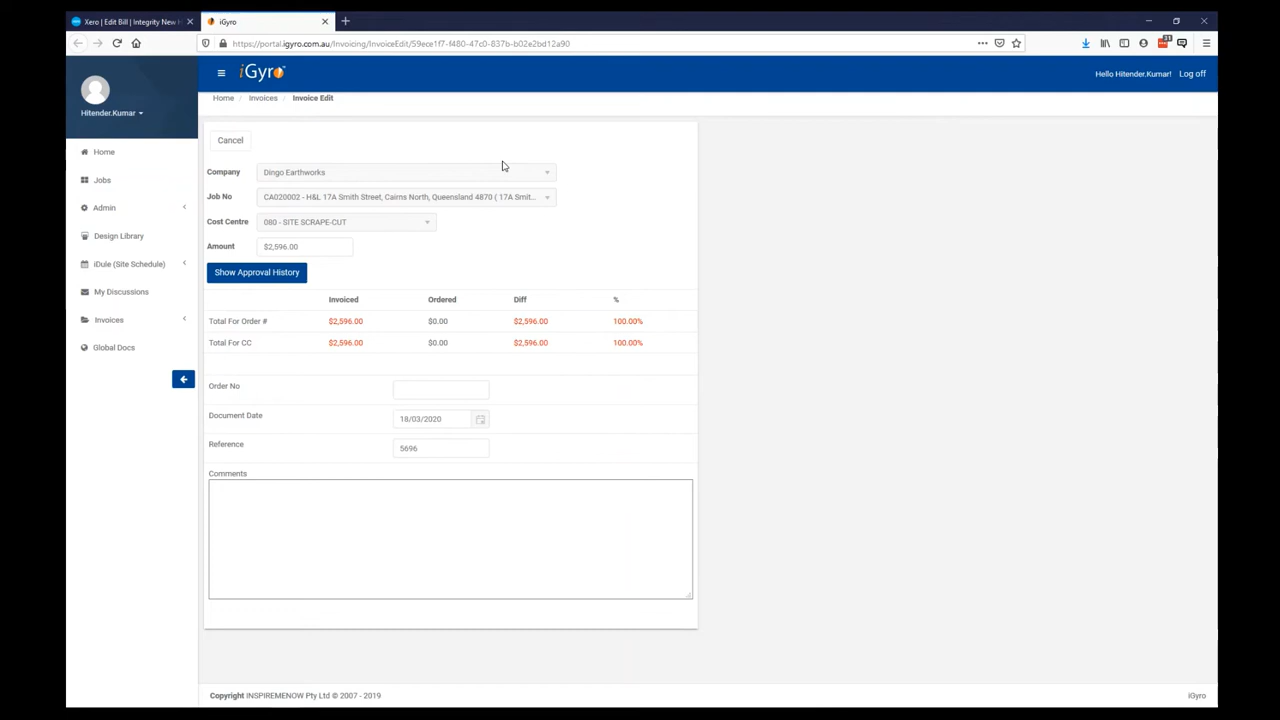 Xero | Edit Bill | Integrity New H
iGyro
https://portal.igyro.com.au/Invoicing/InvoiceEdit/59ece1f7-f480-47c0-837b-b02e2bd12a90
31
iGyro
Hello Hitender.Kumar! Log off
Hitender.Kumar
Home / Invoices / Invoice Edit
Home
Jobs
Admin
Design Library
iDule (Site Schedule)
My Discussions
Invoices
Global Docs
Cancel
Company Dingo Earthworks
Job No CA020002 - H&L 17A Smith Street, Cairns North, Queensland 4870 ( 17A Smit...
Cost Centre 080 - SITE SCRAPE-CUT
Amount $2,596.00
Show Approval History
Invoiced Ordered Diff %
Total For Order # $2,596.00 $0.00 $2,596.00 100.00%
Total For CC $2,596.00 $0.00 $2,596.00 100.00%
Order No
Document Date 18/03/2020
Reference 5696
Comments
Copyright INSPIREMENOW Pty Ltd © 2007 - 2019
iGyro